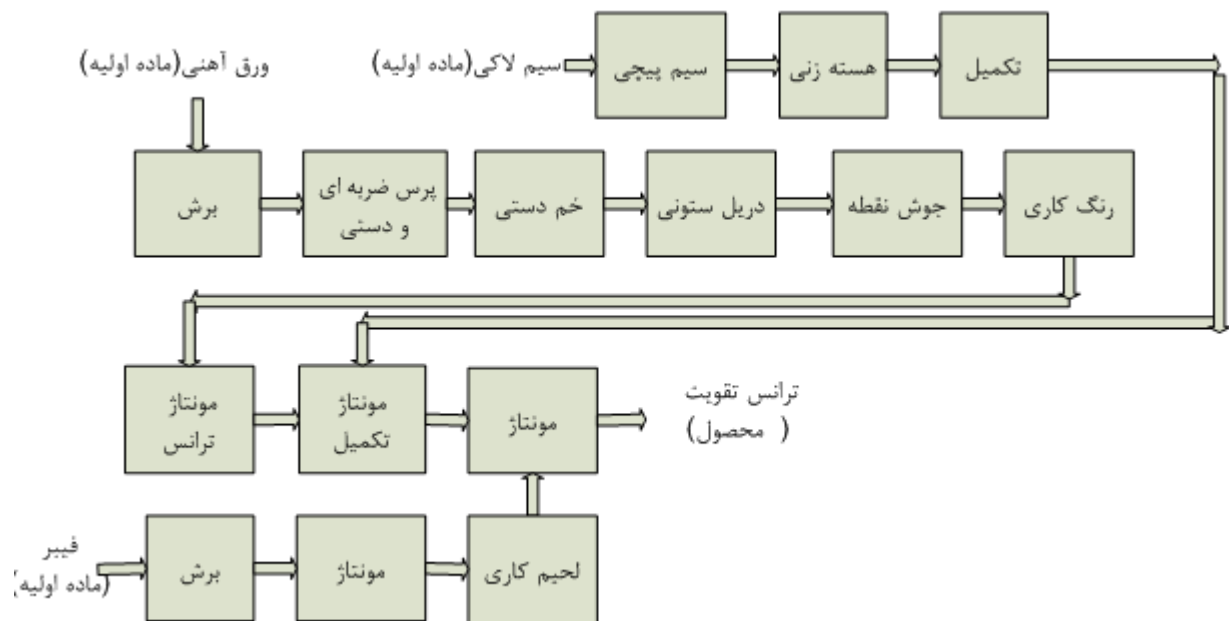 ورق آهنی(ماده اولیه)
سیم لاکی(ماده اولیه)
سیم پیچی
هسته زنی
تکمیل
برش
پرس ضربه ای
و دستی
خم دستی
دریل ستونی
جوش نقطه
رنگ کاری
مونتاژ
ترانس
مونتاژ
تکمیل
مونتاژ
ترانس تقویت
( محصول)
فیبر
(ماده اولیه)
برش
مونتاژ
لحیم کاری